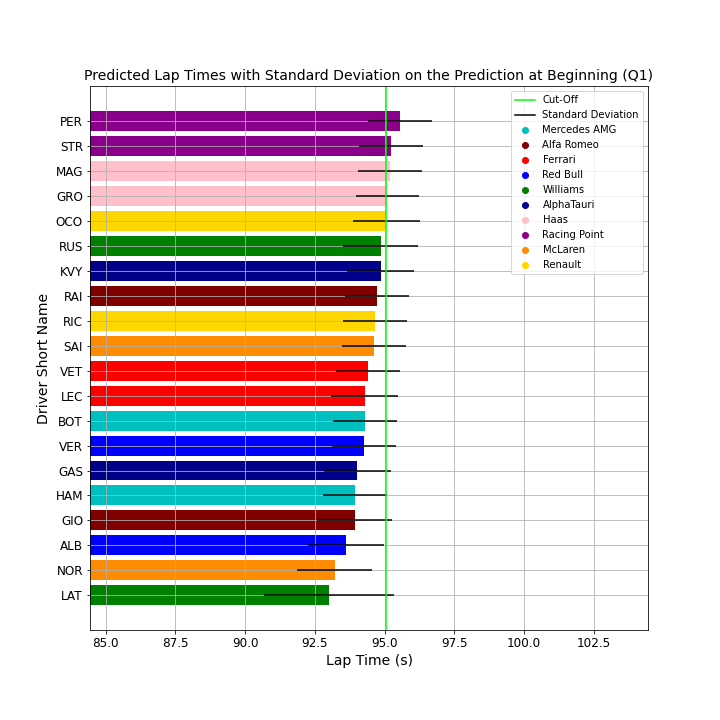 Predicted Lap Times with Standard Deviation on the Prediction at Beginning (Q1)
Cut-Off
Standard Deviation
Mercedes AMG
Alfa Romeo
Ferrari
Red Bull
Williams
AlphaTauri
Haas
Racing Point
McLaren
Renault
Driver Short Name
PER
STR
MAG
GRO
OCO
RUS
KVY
RAI
RIC
SAI
VET
LEC
BOT
VER
GAS
HAM
GIO
ALB
NOR
LAT
85.0 87.5 90.0 92.5 95.0 97.5 100.0 102.5
Lap Time (s)